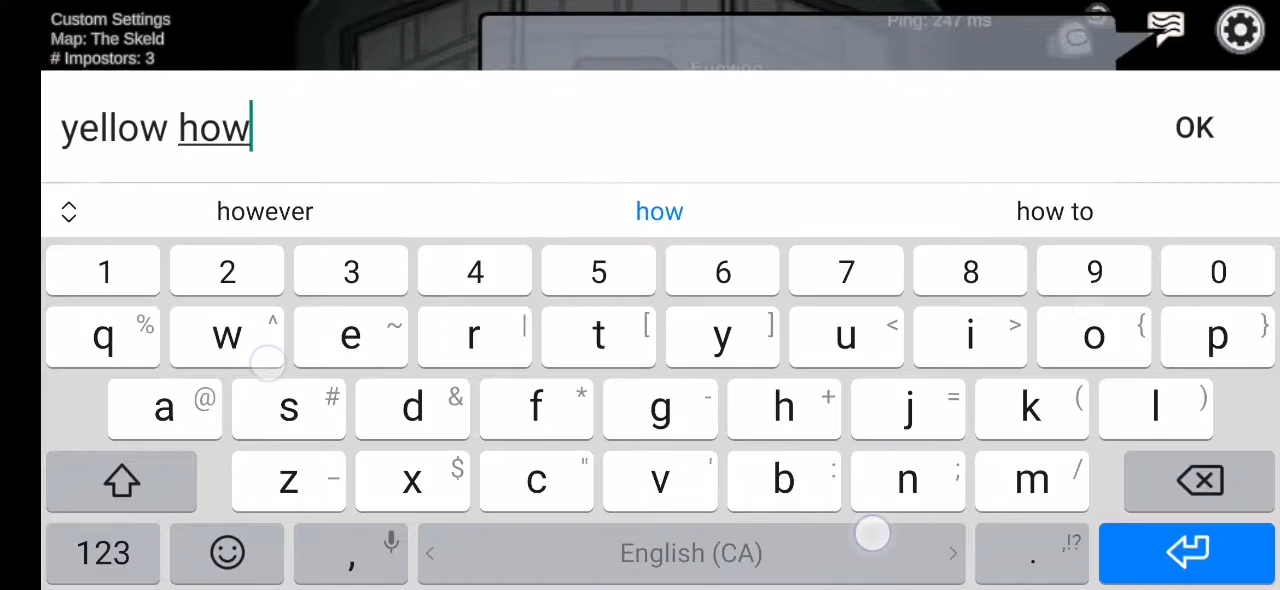 Custom Settings
Map: The Skeld
# Impostors: 3
Ping: 247 ms
yellow how
OK
however how how to
1 2 3 4 5 6 7 8 9 0
q % w ^ e ~ r | t [ y ] u < i > o { p }
a @ s # d & f * g - h + j = k ( l )
z _ x $ c " v ' b : n ; m /
123 , < English (CA) > . ,!?